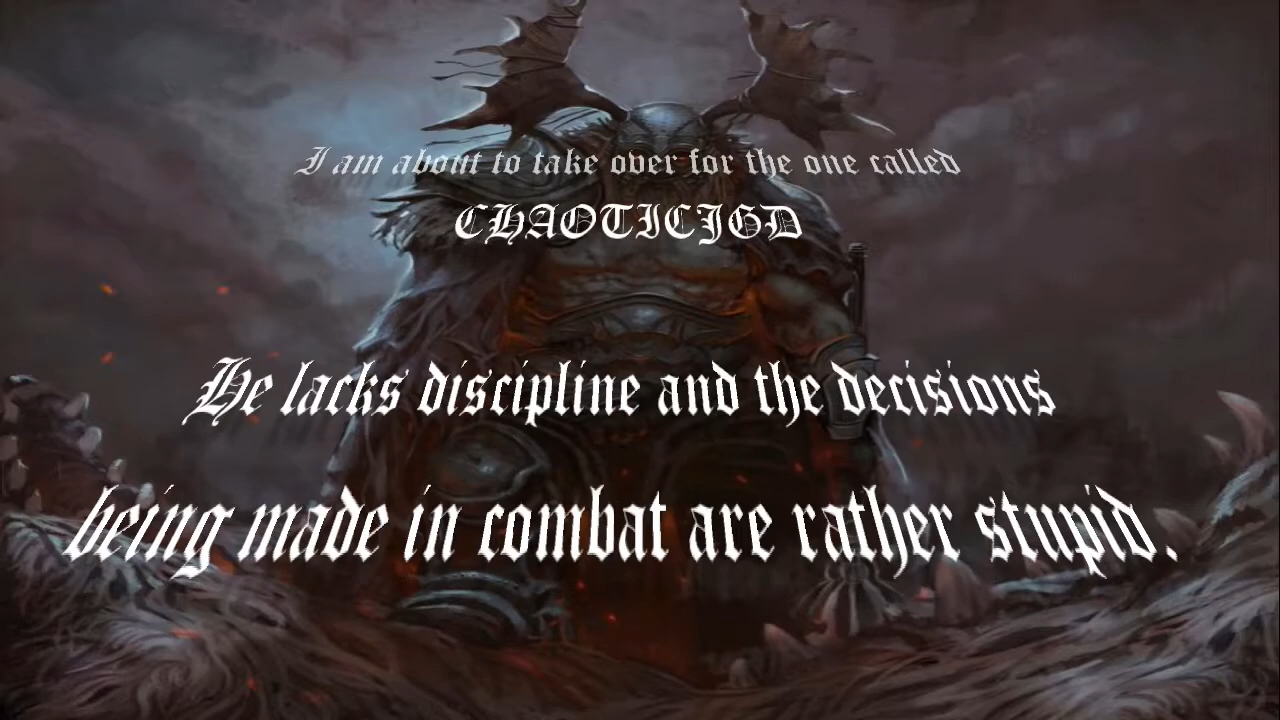 I am about to take over for the one called
CHAOTICJGD
He lacks discipline and the decisions
being made in combat are rather stupid.